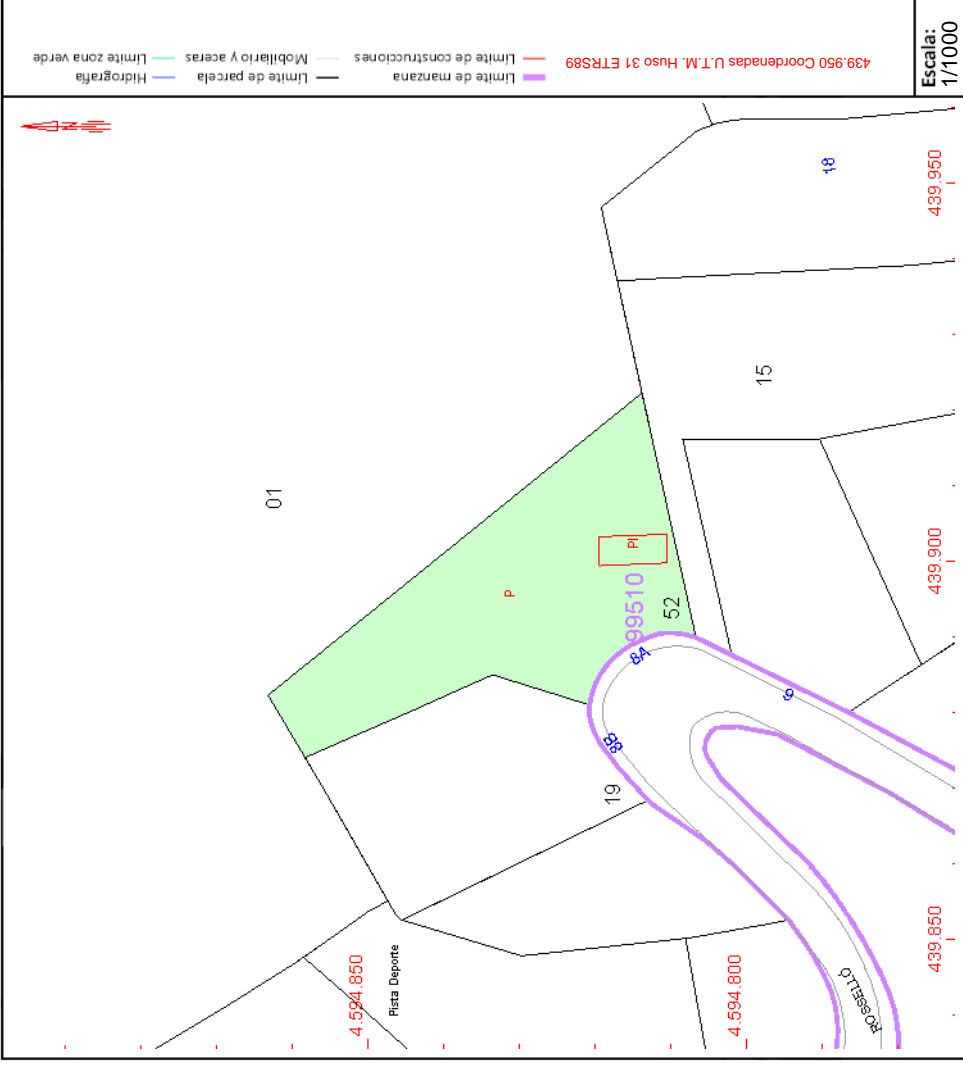 Límite de manzana
Límite de parcela
Hidrografía
439.950 Coordenadas U.T.M. Huso 31 ETRS89
Límite de construcciones
Mobiliario y aceras
Límite zona verde
Escala:
1/1000
439.950
18
15
01
439.900
PI
P
99510
52
8A
9
8B
19
439.850
4.594.850
4.594.800
Pista Deporte
ROSSELLÓ